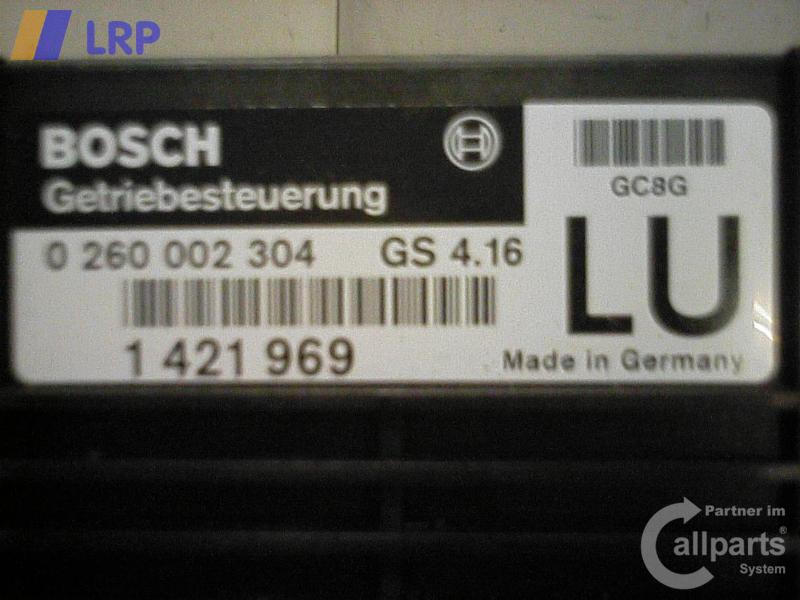 LRP
BOSCH
Getriebesteuerung
GC8G
LU
0 260 002 304 GS 4.16
1 421 969
Made in Germany
Partner im
Callparts®
System